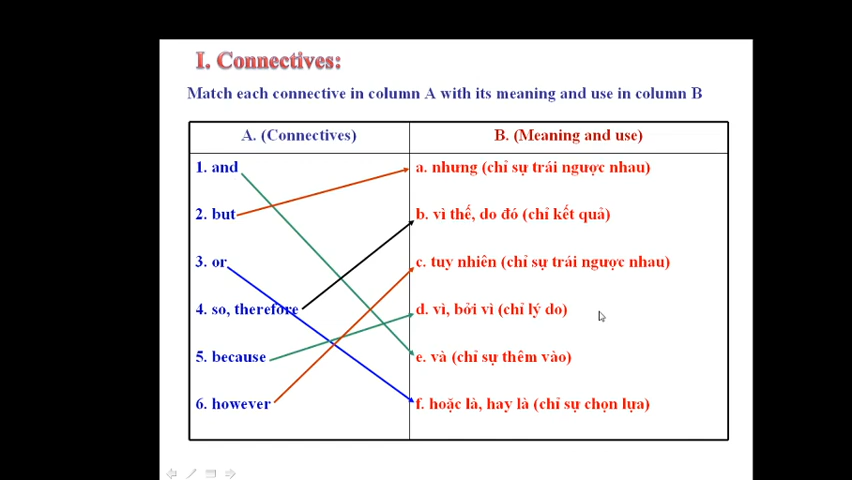 I. Connectives:
Match each connective in column A with its meaning and use in column B
A. (Connectives)
B. (Meaning and use)
1. and
a. nhưng (chỉ sự trái ngược nhau)
2. but
b. vì thế, do đó (chỉ kết quả)
3. or
c. tuy nhiên (chỉ sự trái ngược nhau)
4. so, therefore
d. vì, bởi vì (chỉ lý do)
5. because
e. và (chỉ sự thêm vào)
6. however
f. hoặc là, hay là (chỉ sự chọn lựa)